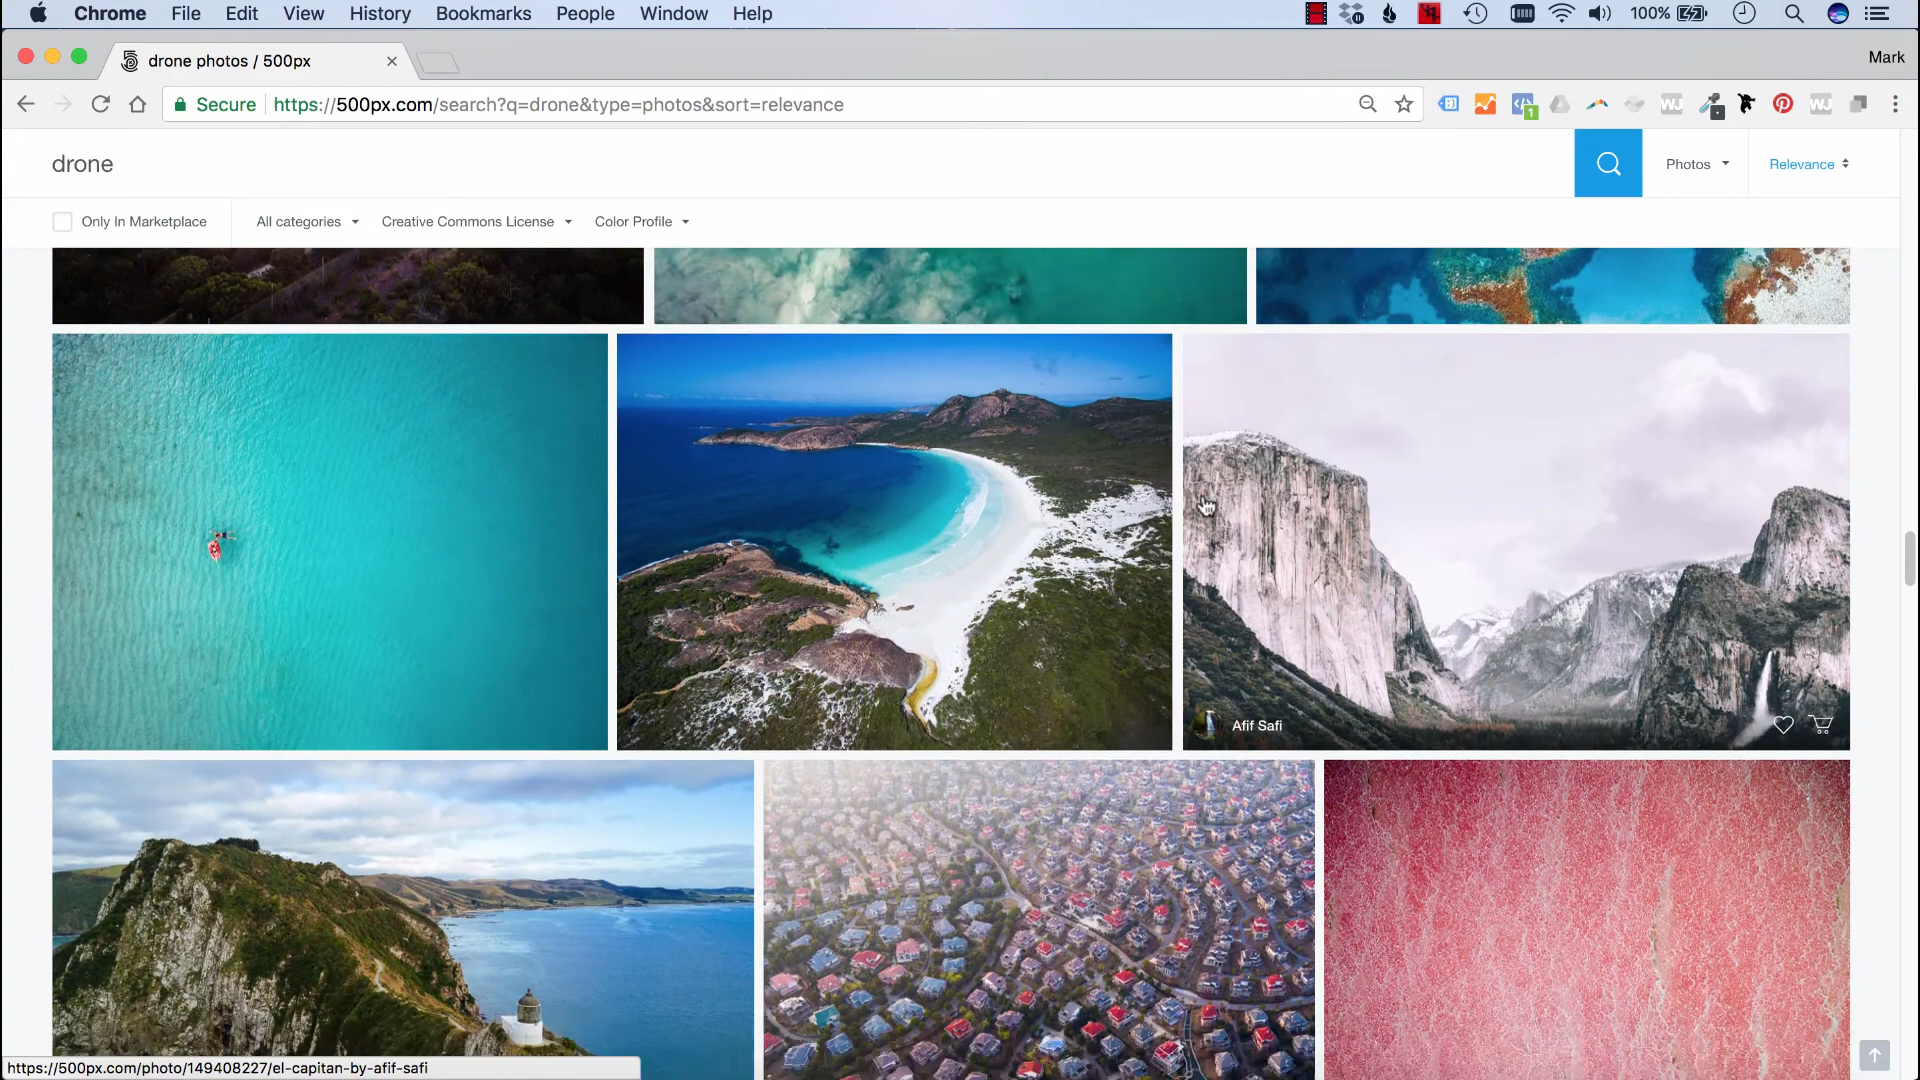 Chrome File Edit View History Bookmarks People Window Help 100%
drone photos / 500px Mark
Secure https://500px.com/search?q=drone&type=photos&sort=relevance
drone Photos Relevance
Only In Marketplace All categories Creative Commons License Color Profile
Afif Safi
https://500px.com/photo/149408227/el-capitan-by-afif-safi